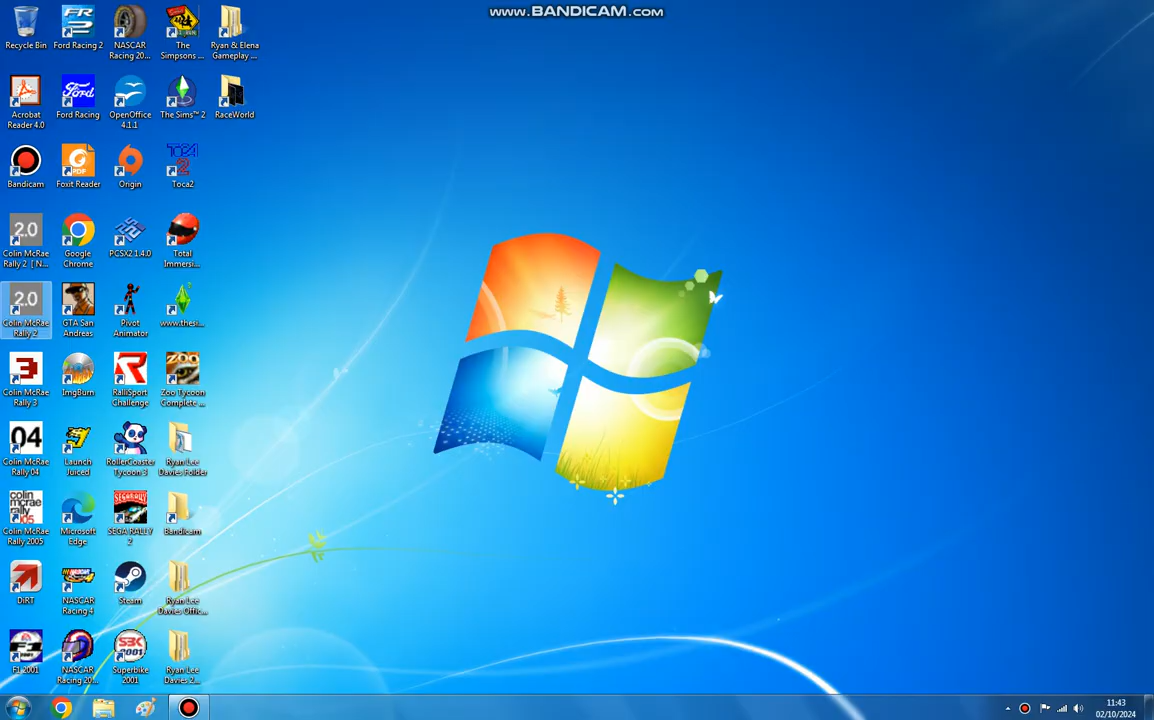 www.BANDICAM.com
Recycle Bin
Ford Racing 2
NASCAR
Racing 20...
The
Simpsons ...
Ryan & Elena
Gameplay ...
Acrobat
Reader 4.0
Ford Racing
OpenOffice
4.1.1
The Sims™ 2
RaceWorld
Bandicam
Foxit Reader
Origin
Toca2
Colin McRae
Rally 2 [ N...
Google
Chrome
PCSX2 1.4.0
Total
Immersi...
Colin McRae
Rally 2
GTA San
Andreas
Pivot
Animator
www.thesi...
Colin McRae
Rally 3
ImgBurn
RalliSport
Challenge
Zoo Tycoon
Complete ...
Colin McRae
Rally 04
Launch
Juiced
RollerCoaster
Tycoon 3
Ryan Lee
Davies Folder
Colin McRae
Rally 2005
Microsoft
Edge
SEGA RALLY
2
Bandicam
DiRT
NASCAR
Racing 4
Steam
Ryan Lee
Davies Offic...
F1 2001
NASCAR
Racing 20...
Superbike
2001
Ryan Lee
Davies 2...
11:43
02/10/2024